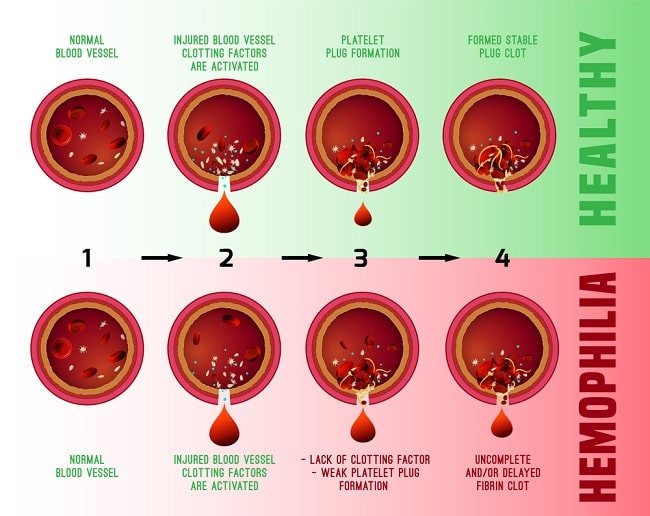 NORMAL
BLOOD VESSEL
INJURED BLOOD VESSEL
CLOTTING FACTORS
ARE ACTIVATED
PLATELET
PLUG FORMATION
FORMED STABLE
PLUG CLOT
HEALTHY
1
2
3
4
HEMOPHILIA
NORMAL
BLOOD VESSEL
INJURED BLOOD VESSEL
CLOTTING FACTORS
ARE ACTIVATED
- LACK OF CLOTTING FACTOR
- WEAK PLATELET PLUG
FORMATION
UNCOMPLETE
AND/OR DELAYED
FIBRIN CLOT